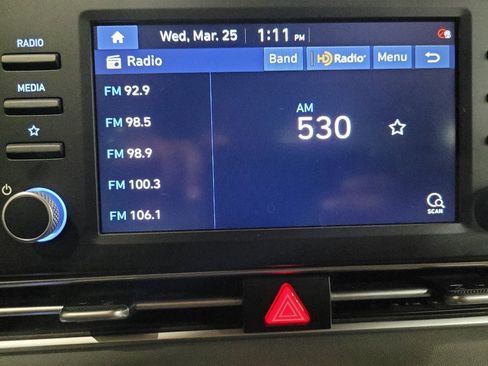 RADIO
MEDIA
Wed, Mar. 25 1:11 PM
Radio Band HD Radio Menu
FM 92.9
FM 98.5
FM 98.9
FM 100.3
FM 106.1
AM
530
SCAN